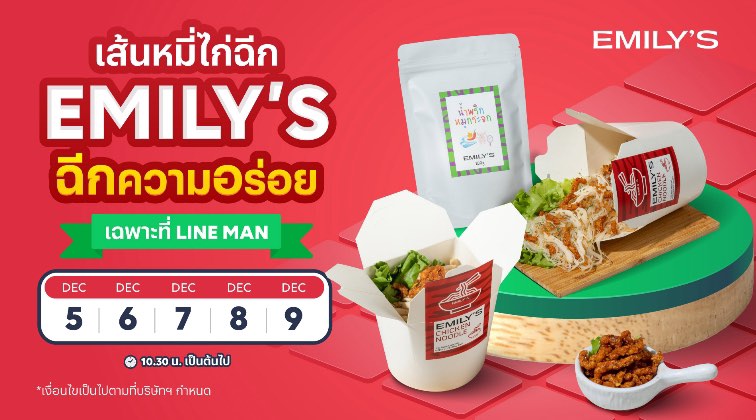 เส้นหมี่ไก่ฉีก
EMILY'S
ฉีกความอร่อย
เฉพาะที่ LINE MAN
DEC DEC DEC DEC DEC
5 6 7 8 9
10.30 น. เป็นต้นไป
*เงื่อนไขเป็นไปตามที่บริษัทฯ กำหนด
EMILY'S
น้ำพริก
หมูกระจก
EMILY'S
EMILY'S
CHICKEN
NOODLE
EMILY'S
CHICKEN
NOODLE